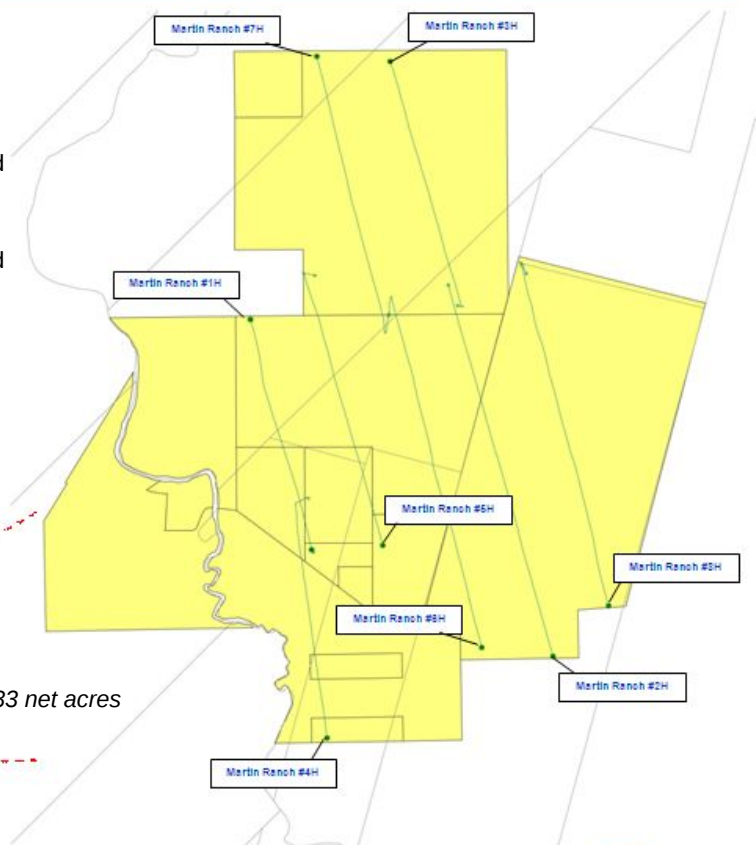 Martin Ranch #7H
Martin Ranch #3H
d
d
Martin Ranch #1H
Martin Ranch #5H
Martin Ranch #8H
Martin Ranch #6H
Martin Ranch #2H
33 net acres
Martin Ranch #4H